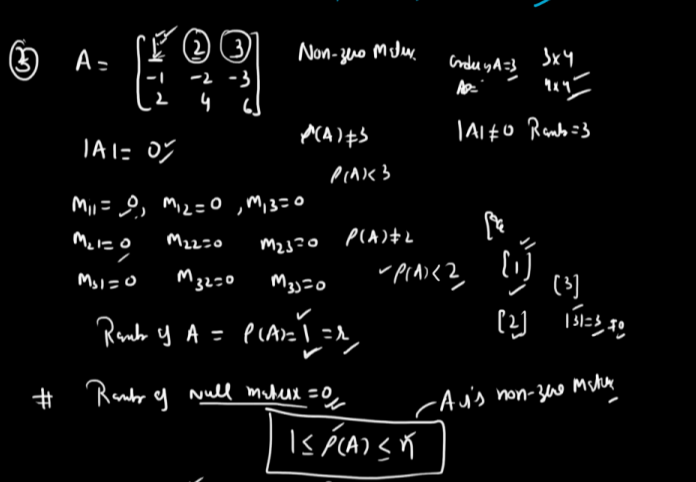 ③ A = [1 2 3 Non-zero Matrix. Order of A=3 3x4
-1 -2 -3 4x4
2 4 6]
|A| = 0 ρ(A)≠3 |A|≠0 Rank=3
ρ(A)<3
M11 = 0, M12=0, M13=0
M21=0 M22=0 M23=0 ρ(A)≠2 [1]
M31=0 M32=0 M33=0 ρ(A)<2 [3]
Rank of A = ρ(A)=1=r [2] |3|=3≠0
# Rank of Null matrix =0 A is non-zero Matrix
1≤ρ(A)≤n